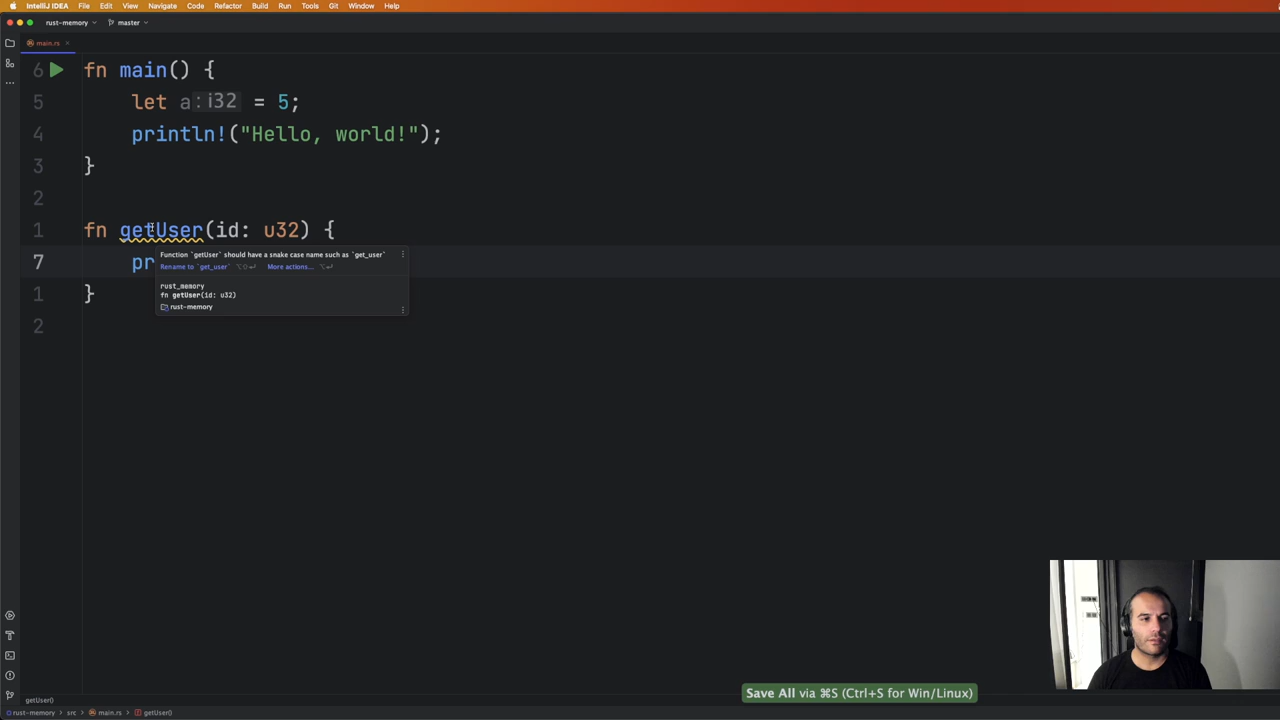 IntelliJ IDEA File Edit View Navigate Code Refactor Build Run Tools Git Window Help
rust-memory master
main.rs
6 fn main() {
5 let a: i32 = 5;
4 println!("Hello, world!");
3 }
2
1 fn getUser(id: u32) {
Function `getUser` should have a snake case name such as `get_user`
7 pr
Rename to `get_user` ⌥⇧⏎ More actions... ⌥⏎
rust_memory
1 }
fn getUser(id: u32)
rust-memory
2
Save All via ⌘S (Ctrl+S for Win/Linux)
getUser()
rust-memory > src > main.rs > getUser()